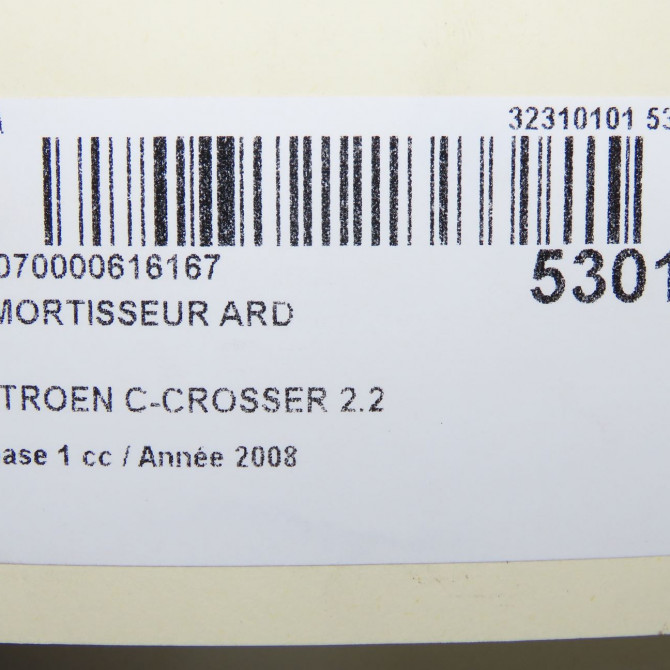 32310101 53
070000616167
5301
MORTISSEUR ARD
TROEN C-CROSSER 2.2
ase 1 cc / Année 2008